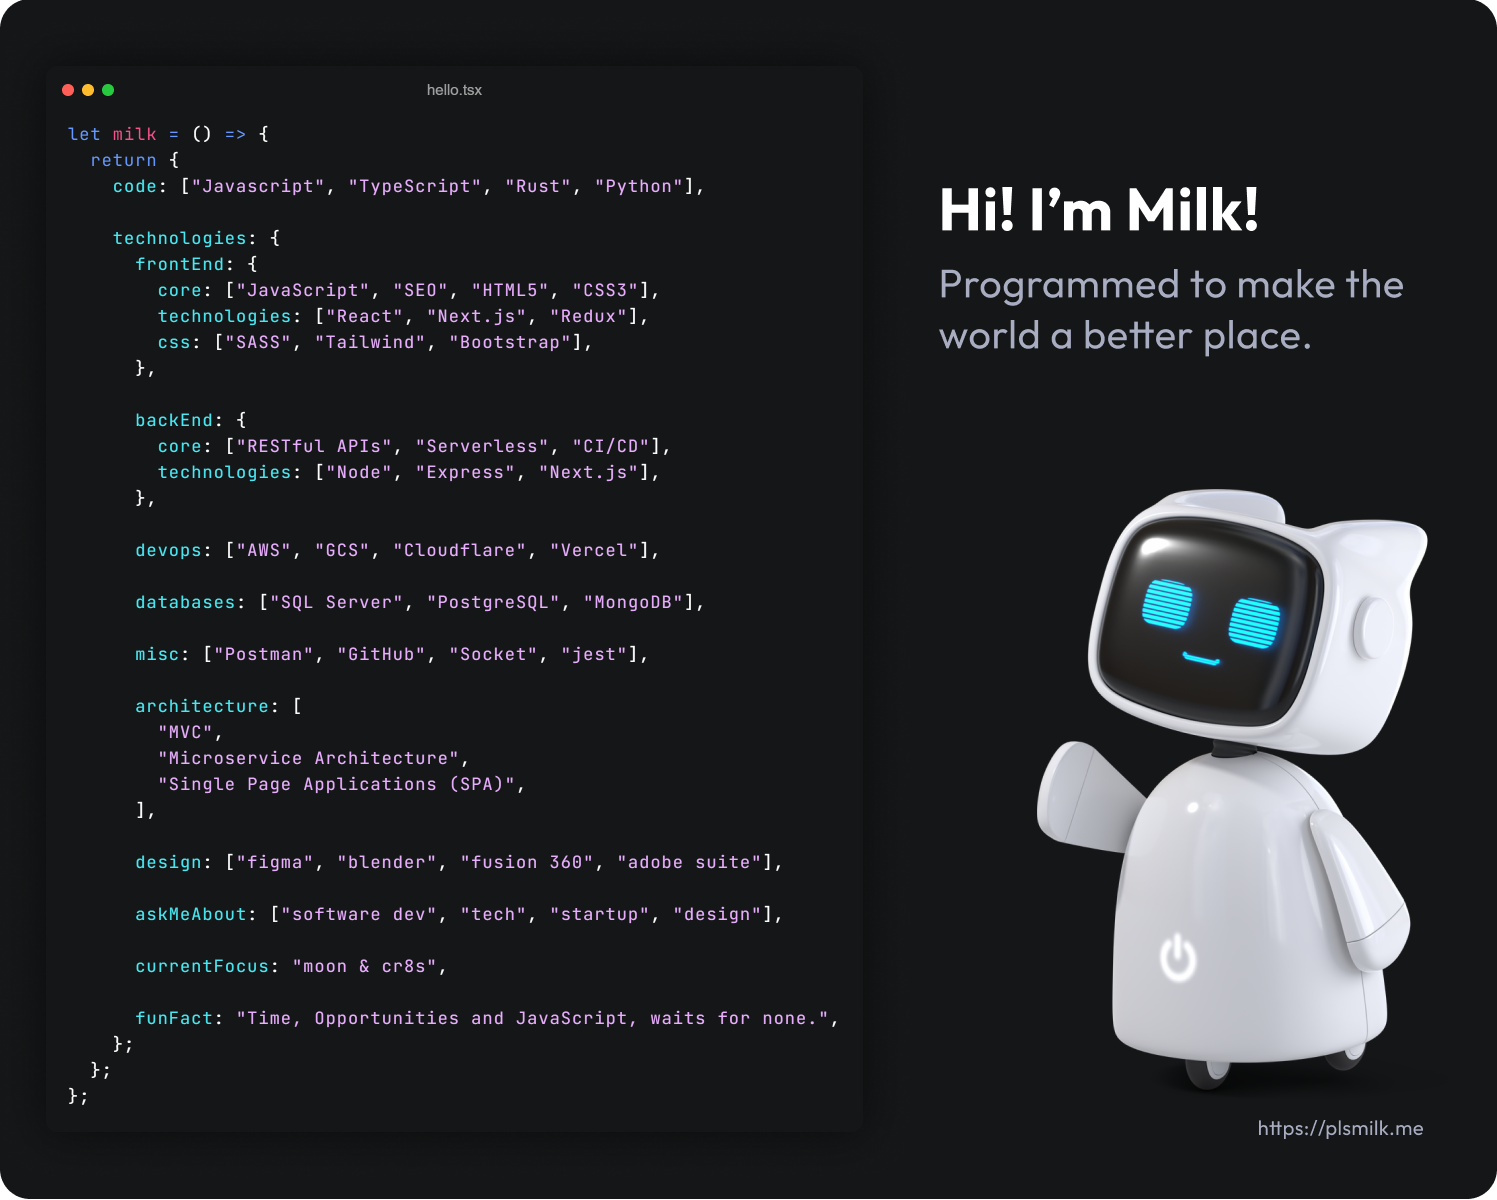 hello.tsx
let milk = () => {
return {
code: ["Javascript", "TypeScript", "Rust", "Python"],
technologies: {
frontEnd: {
core: ["JavaScript", "SEO", "HTML5", "CSS3"],
technologies: ["React", "Next.js", "Redux"],
css: ["SASS", "Tailwind", "Bootstrap"],
},
backEnd: {
core: ["RESTful APIs", "Serverless", "CI/CD"],
technologies: ["Node", "Express", "Next.js"],
},
devops: ["AWS", "GCS", "Cloudflare", "Vercel"],
databases: ["SQL Server", "PostgreSQL", "MongoDB"],
misc: ["Postman", "GitHub", "Socket", "jest"],
architecture: [
"MVC",
"Microservice Architecture",
"Single Page Applications (SPA)",
],
design: ["figma", "blender", "fusion 360", "adobe suite"],
askMeAbout: ["software dev", "tech", "startup", "design"],
currentFocus: "moon & cr8s",
funFact: "Time, Opportunities and JavaScript, waits for none.",
};
};
};
Hi! I'm Milk!
Programmed to make the
world a better place.
https://plsmilk.me